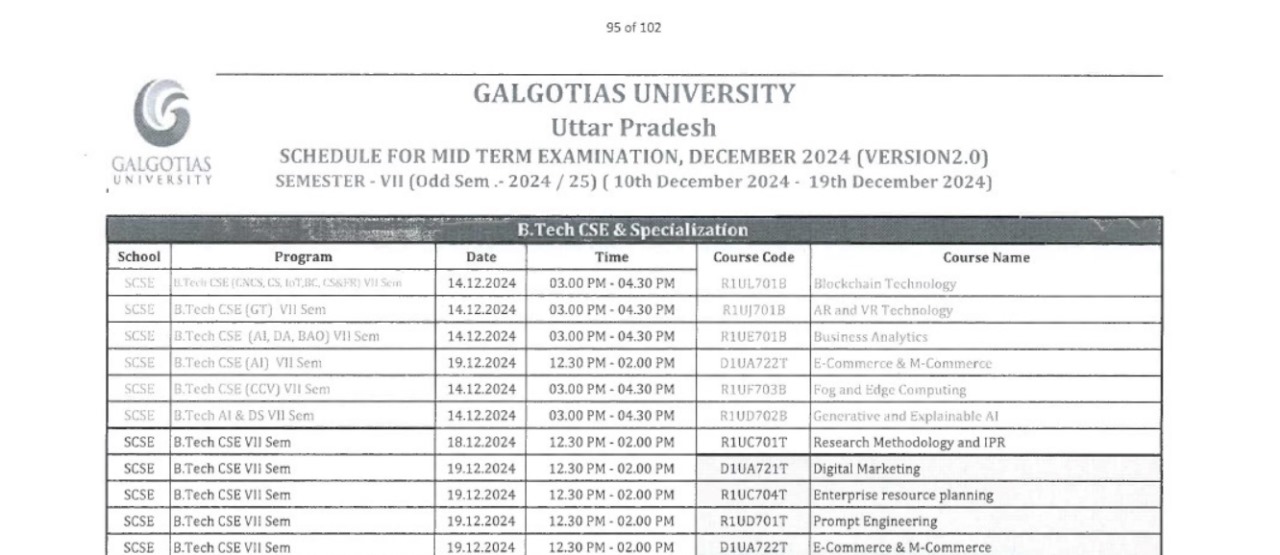 95 of 102
GALGOTIAS UNIVERSITY
GALGOTIAS UNIVERSITY
Uttar Pradesh
SCHEDULE FOR MID TERM EXAMINATION, DECEMBER 2024 (VERSION2.0)
SEMESTER - VII (Odd Sem .- 2024 / 25) ( 10th December 2024 - 19th December 2024)
B.Tech CSE & Specialization
School Program Date Time Course Code Course Name
SCSE B.Tech CSE (CNCS, CS, IoT,BC, CS&FR) VII Sem 14.12.2024 03.00 PM - 04.30 PM R1UL701B Blockchain Technology
SCSE B.Tech CSE (GT) VII Sem 14.12.2024 03.00 PM - 04.30 PM R1UJ701B AR and VR Technology
SCSE B.Tech CSE (AI, DA, BAO) VII Sem 14.12.2024 03.00 PM - 04.30 PM R1UE701B Business Analytics
SCSE B.Tech CSE (AI) VII Sem 19.12.2024 12.30 PM - 02.00 PM D1UA722T E-Commerce & M-Commerce
SCSE B.Tech CSE (CCV) VII Sem 14.12.2024 03.00 PM - 04.30 PM R1UF703B Fog and Edge Computing
SCSE B.Tech AI & DS VII Sem 14.12.2024 03.00 PM - 04.30 PM R1UD702B Generative and Explainable AI
SCSE B.Tech CSE VII Sem 18.12.2024 12.30 PM - 02.00 PM R1UC701T Research Methodology and IPR
SCSE B.Tech CSE VII Sem 19.12.2024 12.30 PM - 02.00 PM D1UA721T Digital Marketing
SCSE B.Tech CSE VII Sem 19.12.2024 12.30 PM - 02.00 PM R1UC704T Enterprise resource planning
SCSE B.Tech CSE VII Sem 19.12.2024 12.30 PM - 02.00 PM R1UD701T Prompt Engineering
SCSE B.Tech CSE VII Sem 19.12.2024 12.30 PM - 02.00 PM D1UA722T E-Commerce & M-Commerce